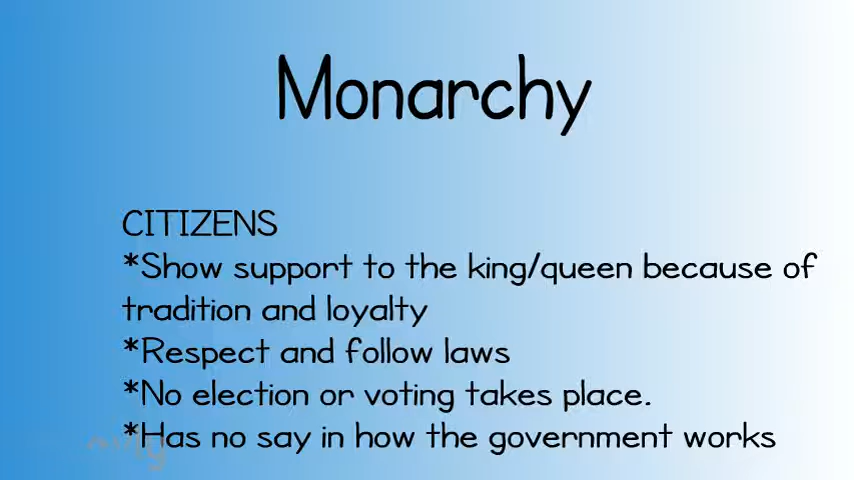 Monarchy
CITIZENS
*Show support to the king/queen because of
tradition and loyalty
*Respect and follow laws
*No election or voting takes place.
*Has no say in how the government works